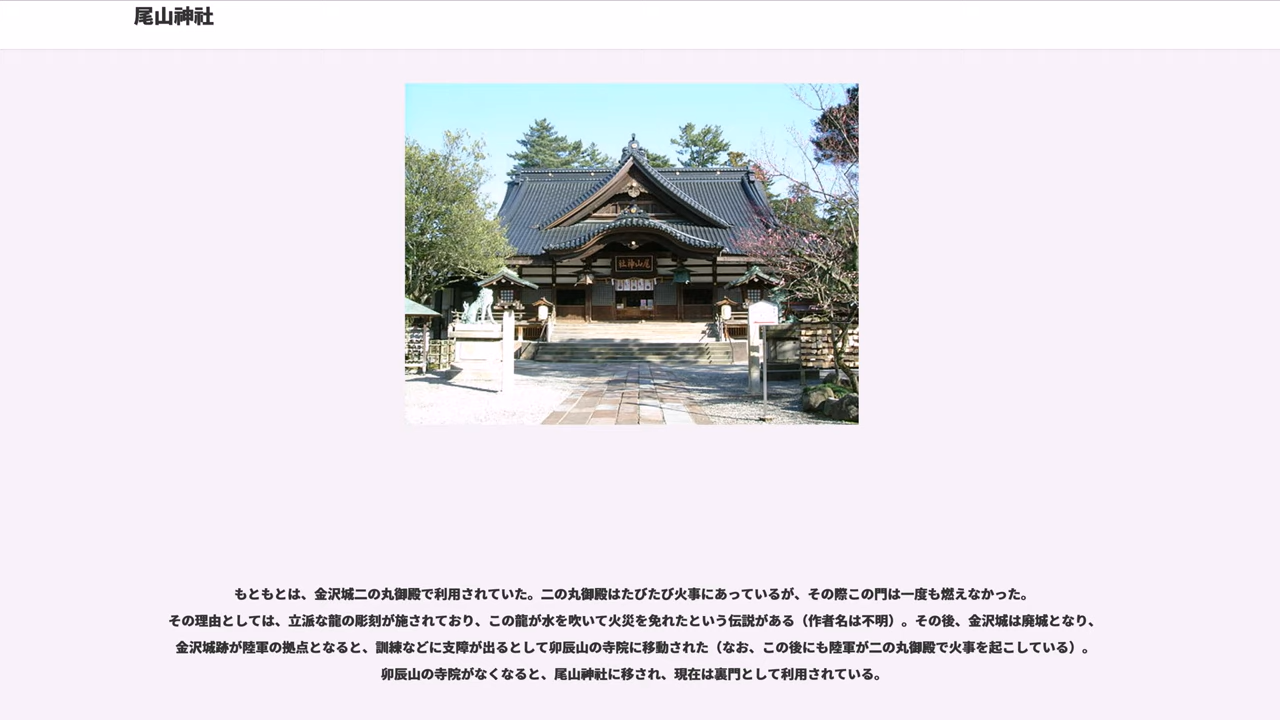 尾山神社
尾山神社
もともとは、金沢城二の丸御殿で利用されていた。二の丸御殿はたびたび火事にあっているが、その際この門は一度も燃えなかった。
その理由としては、立派な龍の彫刻が施されており、この龍が水を吹いて火災を免れたという伝説がある（作者名は不明）。その後、金沢城は廃城となり、
金沢城跡が陸軍の拠点となると、訓練などに支障が出るとして卯辰山の寺院に移動された（なお、この後にも陸軍が二の丸御殿で火事を起こしている）。
卯辰山の寺院がなくなると、尾山神社に移され、現在は裏門として利用されている。